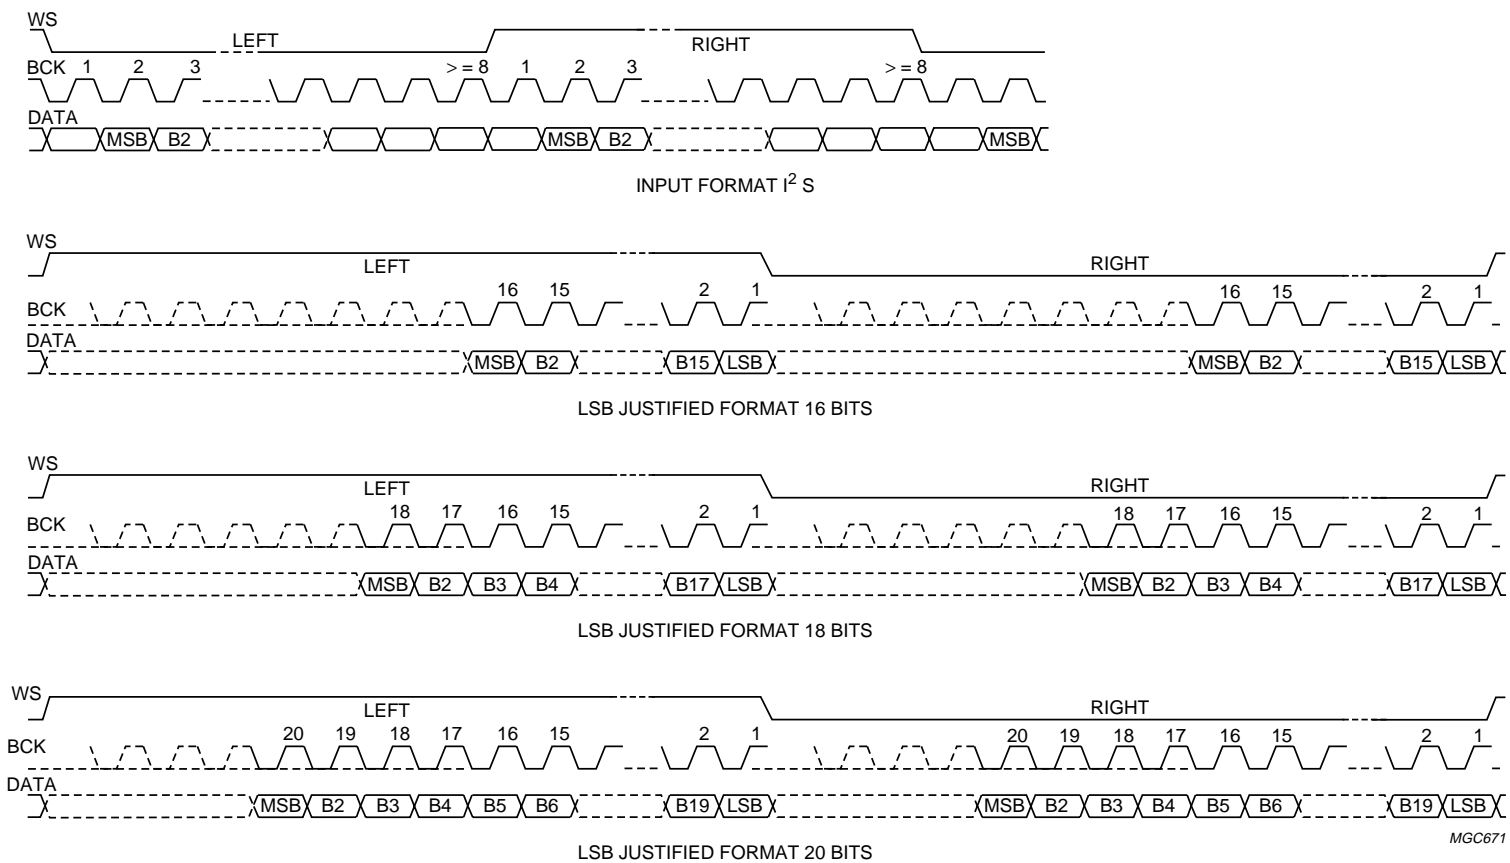 WS
LEFT
RIGHT
BCK 1 2 3 > = 8 1 2 3 > = 8
DATA
MSB B2 MSB B2 MSB
INPUT FORMAT I² S
WS
LEFT RIGHT
BCK 16 15 2 1 16 15 2 1
DATA
MSB B2 B15 LSB MSB B2 B15 LSB
LSB JUSTIFIED FORMAT 16 BITS
WS
LEFT RIGHT
BCK 18 17 16 15 2 1 18 17 16 15 2 1
DATA
MSB B2 B3 B4 B17 LSB MSB B2 B3 B4 B17 LSB
LSB JUSTIFIED FORMAT 18 BITS
WS
LEFT RIGHT
BCK 20 19 18 17 16 15 2 1 20 19 18 17 16 15 2 1
DATA
MSB B2 B3 B4 B5 B6 B19 LSB MSB B2 B3 B4 B5 B6 B19 LSB
MGC671
LSB JUSTIFIED FORMAT 20 BITS